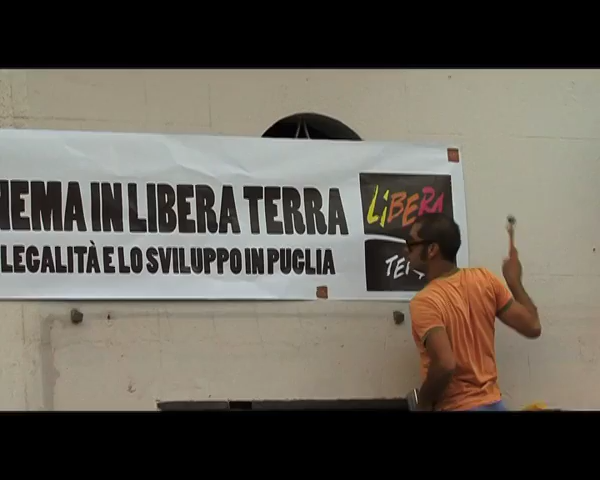 NEMA IN LIBERA TERRA
LEGALITÀ E LO SVILUPPO IN PUGLIA
LiBERA